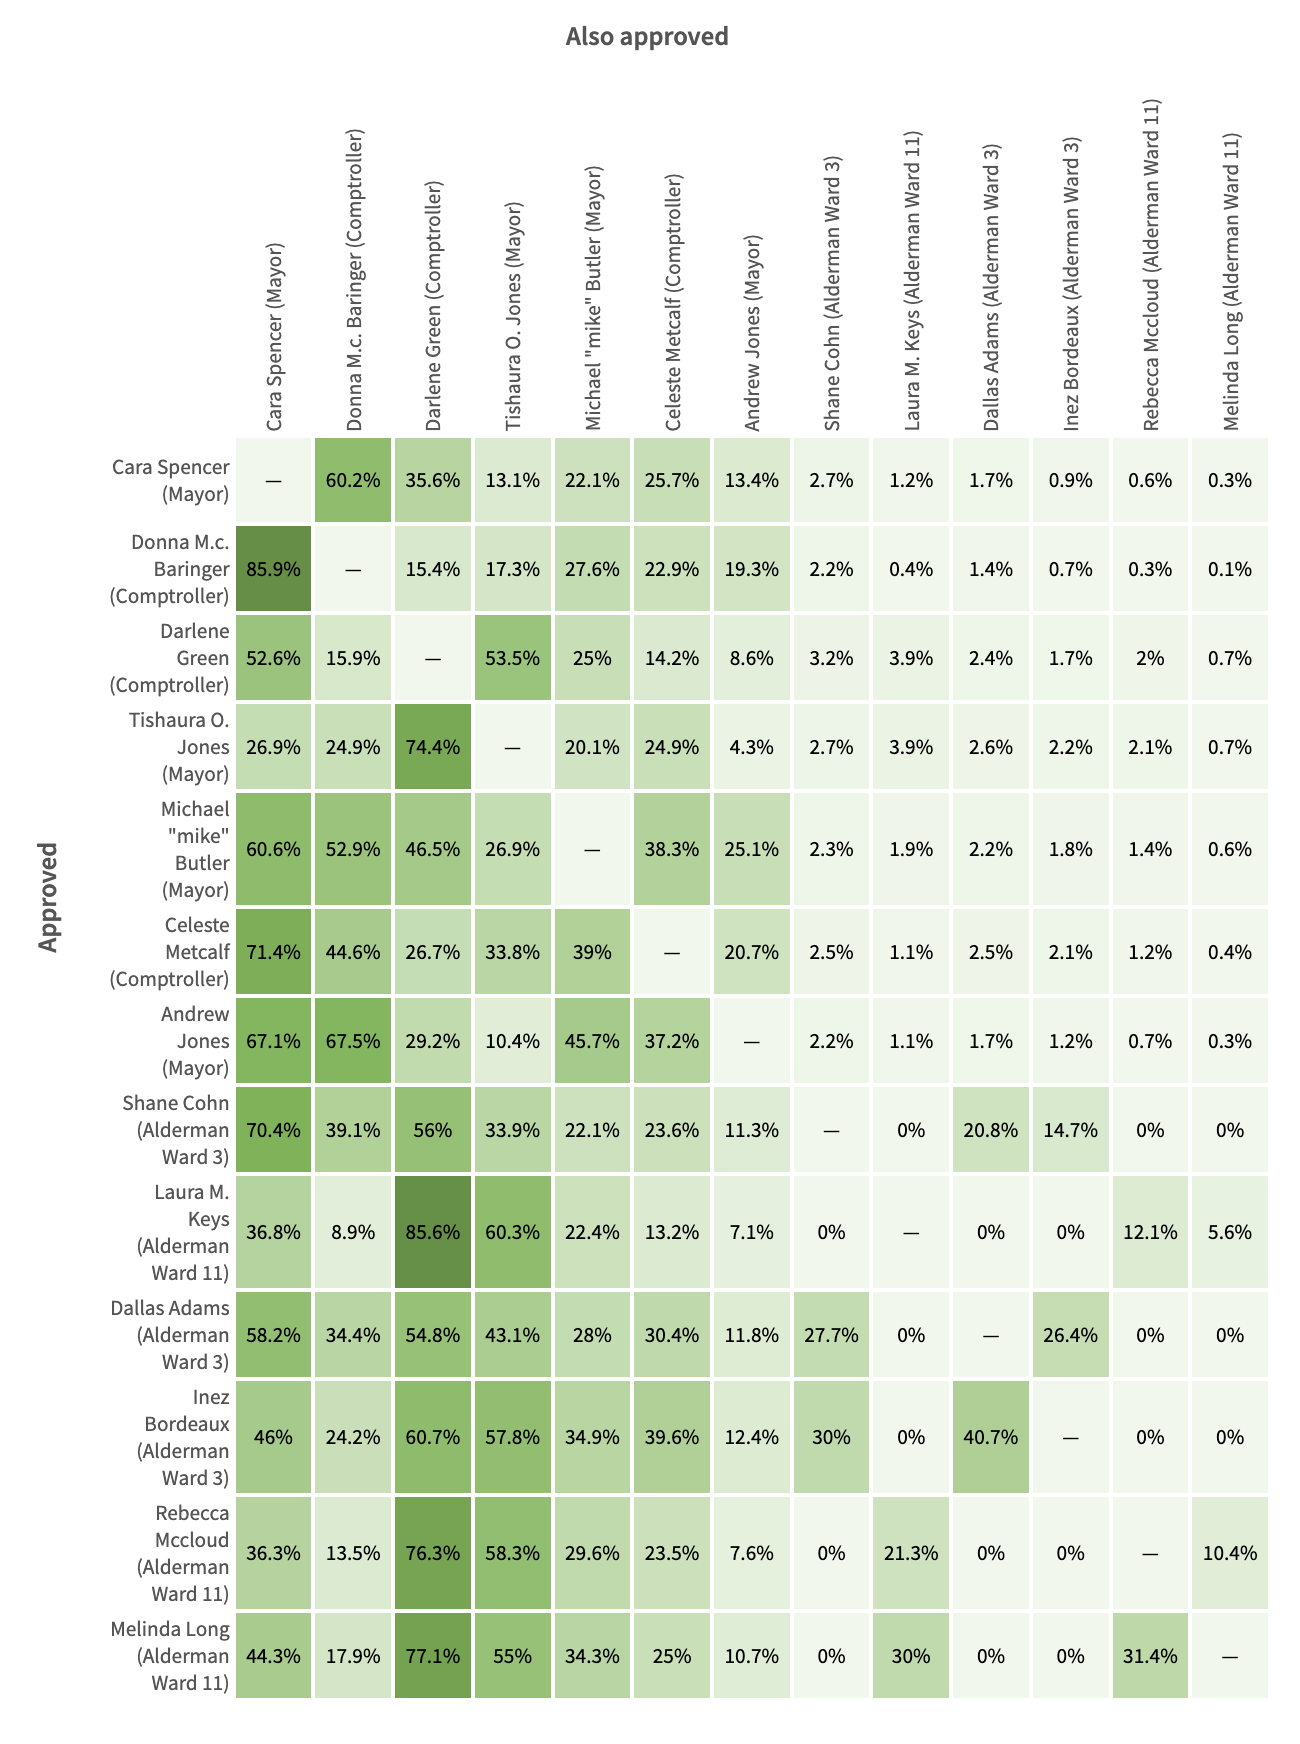 Also approved
Cara Spencer (Mayor)
Donna M.c. Baringer (Comptroller)
Darlene Green (Comptroller)
Tishaura O. Jones (Mayor)
Michael "mike" Butler (Mayor)
Celeste Metcalf (Comptroller)
Andrew Jones (Mayor)
Shane Cohn (Alderman Ward 3)
Laura M. Keys (Alderman Ward 11)
Dallas Adams (Alderman Ward 3)
Inez Bordeaux (Alderman Ward 3)
Rebecca Mccloud (Alderman Ward 11)
Melinda Long (Alderman Ward 11)
Approved
Cara Spencer
(Mayor)
— 60.2% 35.6% 13.1% 22.1% 25.7% 13.4% 2.7% 1.2% 1.7% 0.9% 0.6% 0.3%
Donna M.c.
Baringer
(Comptroller)
85.9% — 15.4% 17.3% 27.6% 22.9% 19.3% 2.2% 0.4% 1.4% 0.7% 0.3% 0.1%
Darlene
Green
(Comptroller)
52.6% 15.9% — 53.5% 25% 14.2% 8.6% 3.2% 3.9% 2.4% 1.7% 2% 0.7%
Tishaura O.
Jones
(Mayor)
26.9% 24.9% 74.4% — 20.1% 24.9% 4.3% 2.7% 3.9% 2.6% 2.2% 2.1% 0.7%
Michael
"mike"
Butler
(Mayor)
60.6% 52.9% 46.5% 26.9% — 38.3% 25.1% 2.3% 1.9% 2.2% 1.8% 1.4% 0.6%
Celeste
Metcalf
(Comptroller)
71.4% 44.6% 26.7% 33.8% 39% — 20.7% 2.5% 1.1% 2.5% 2.1% 1.2% 0.4%
Andrew
Jones
(Mayor)
67.1% 67.5% 29.2% 10.4% 45.7% 37.2% — 2.2% 1.1% 1.7% 1.2% 0.7% 0.3%
Shane Cohn
(Alderman
Ward 3)
70.4% 39.1% 56% 33.9% 22.1% 23.6% 11.3% — 0% 20.8% 14.7% 0% 0%
Laura M.
Keys
(Alderman
Ward 11)
36.8% 8.9% 85.6% 60.3% 22.4% 13.2% 7.1% 0% — 0% 0% 12.1% 5.6%
Dallas Adams
(Alderman
Ward 3)
58.2% 34.4% 54.8% 43.1% 28% 30.4% 11.8% 27.7% 0% — 26.4% 0% 0%
Inez
Bordeaux
(Alderman
Ward 3)
46% 24.2% 60.7% 57.8% 34.9% 39.6% 12.4% 30% 0% 40.7% — 0% 0%
Rebecca
Mccloud
(Alderman
Ward 11)
36.3% 13.5% 76.3% 58.3% 29.6% 23.5% 7.6% 0% 21.3% 0% 0% — 10.4%
Melinda Long
(Alderman
Ward 11)
44.3% 17.9% 77.1% 55% 34.3% 25% 10.7% 0% 30% 0% 0% 31.4% —